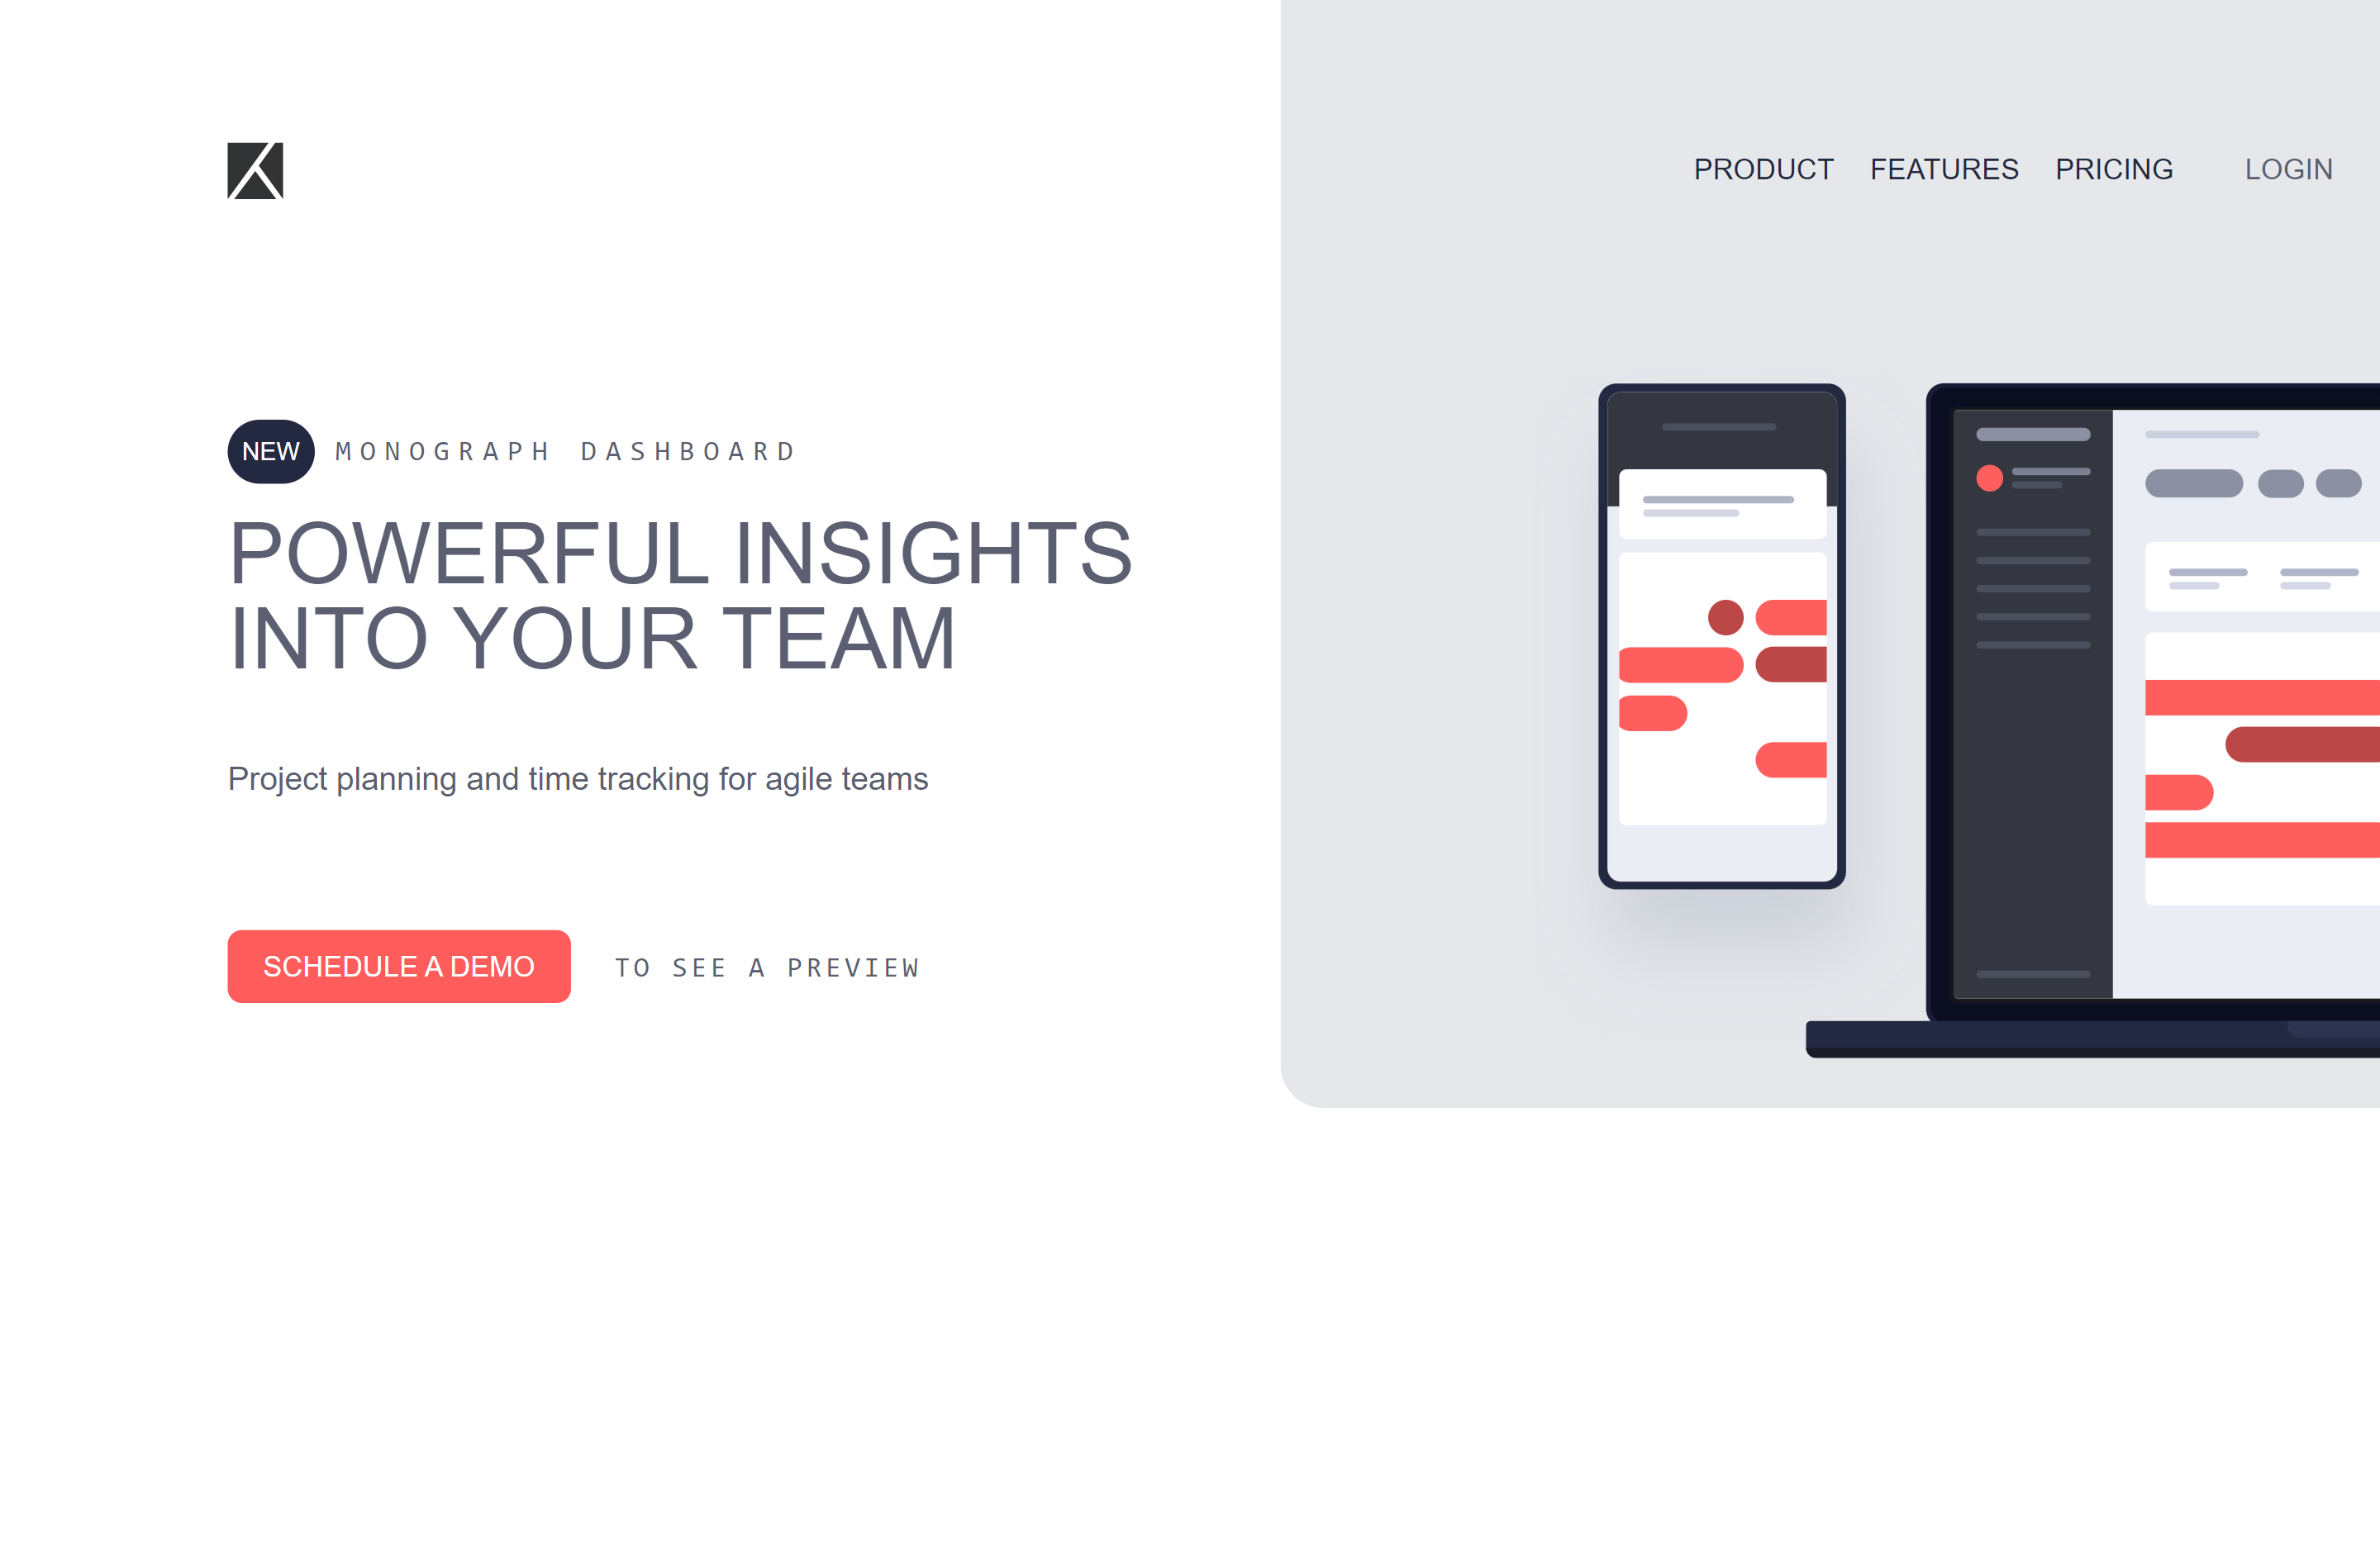 PRODUCT FEATURES PRICING LOGIN
NEW MONOGRAPH DASHBOARD
POWERFUL INSIGHTS
INTO YOUR TEAM
Project planning and time tracking for agile teams
SCHEDULE A DEMO TO SEE A PREVIEW